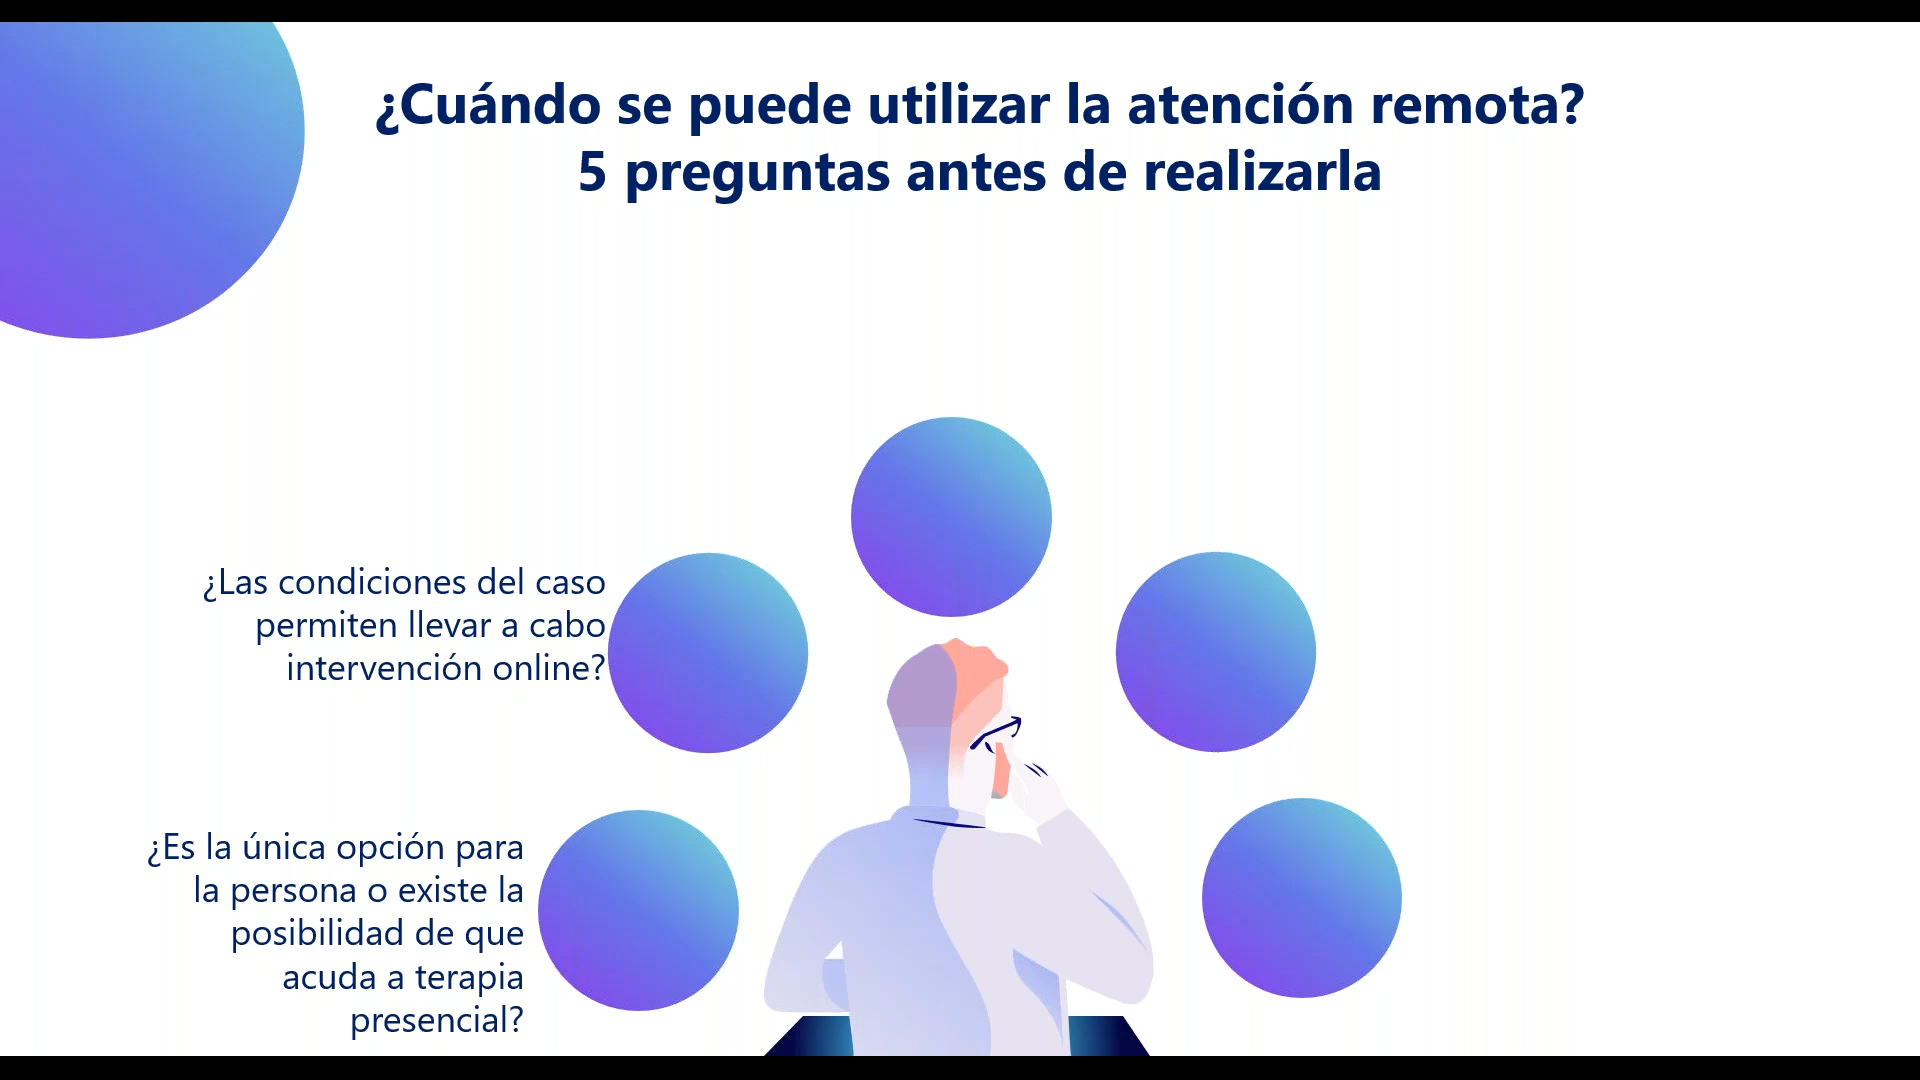 ¿Cuándo se puede utilizar la atención remota?
5 preguntas antes de realizarla
¿Las condiciones del caso
permiten llevar a cabo
intervención online?
¿Es la única opción para
la persona o existe la
posibilidad de que
acuda a terapia
presencial?